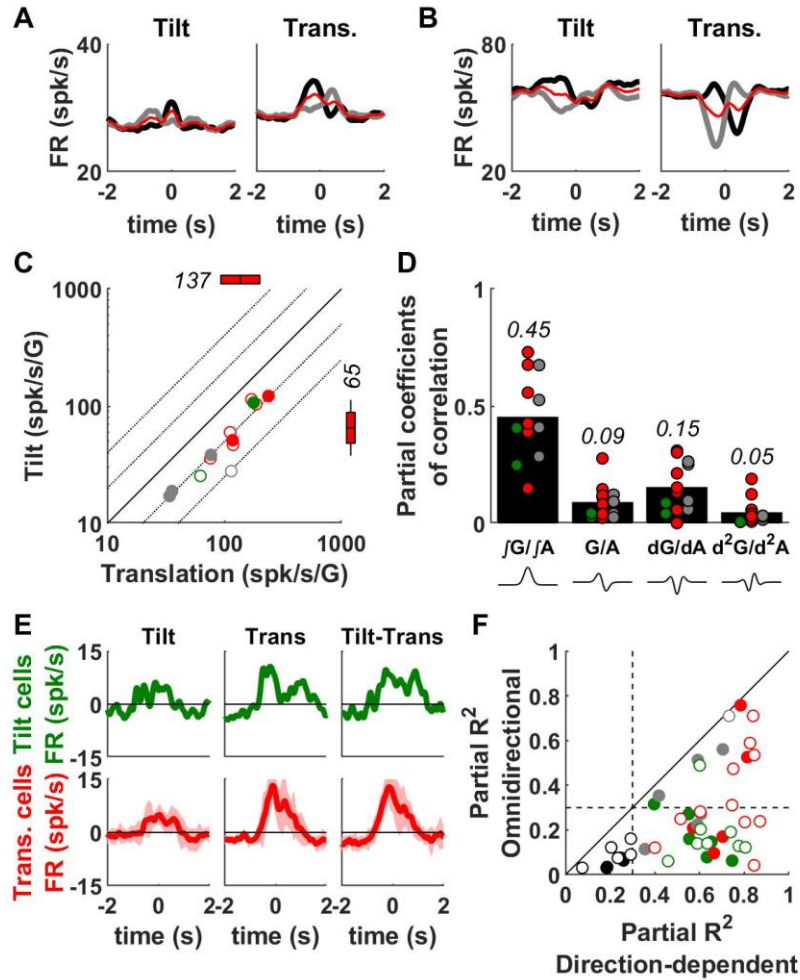 A
Tilt
Trans.
FR (spk/s)
40
20
-2 0 2
-2 0 2
time (s)
time (s)
B
Tilt
Trans.
FR (spk/s)
80
20
-2 0 2
-2 0 2
time (s)
time (s)
C
137
65
Tilt (spk/s/G)
1000
100
10
10 100 1000
Translation (spk/s/G)
D
Partial coefficients
of correlation
1
0.5
0
0.45
0.09
0.15
0.05
∫G/∫A G/A dG/dA d²G/d²A
E
Tilt Trans Tilt-Trans
Tilt cells
FR (spk/s)
15
0
-15
Trans. cells
FR (spk/s)
15
0
-15
-2 0 2
-2 0 2
-2 0 2
time (s) time (s) time (s)
F
Partial R²
Omnidirectional
1
0.8
0.6
0.4
0.2
0
0 0.2 0.4 0.6 0.8 1
Partial R²
Direction-dependent